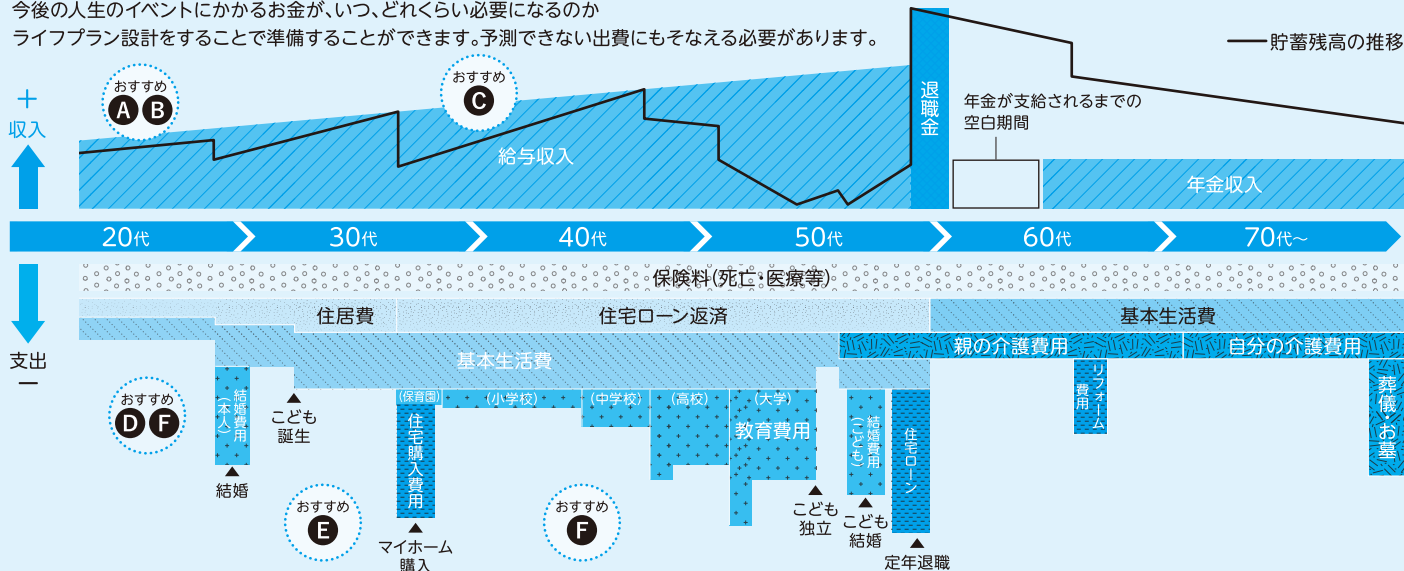 今後の人生のイベントにかかるお金が、いつ、どれくらい必要になるのか
ライフプラン設計をすることで準備することができます。予測できない出費にもそなえる必要があります。
貯蓄残高の推移
おすすめ
A B
おすすめ
C
＋
収入
給与収入
退職金
年金が支給されるまでの
空白期間
年金収入
20代
30代
40代
50代
60代
70代～
保険料(死亡・医療等)
住居費
住宅ローン返済
基本生活費
支出
ー
基本生活費
親の介護費用
自分の介護費用
おすすめ
D F
結婚費用
(本人)
結婚
こども
誕生
(保育園)
住宅購入費用
マイホーム
購入
(小学校)
(中学校)
(高校)
(大学)
教育費用
こども
独立
結婚費用
(こども)
こども
結婚
住宅ローン
定年退職
リフォーム
費用
葬儀・お墓
おすすめ
E
おすすめ
F